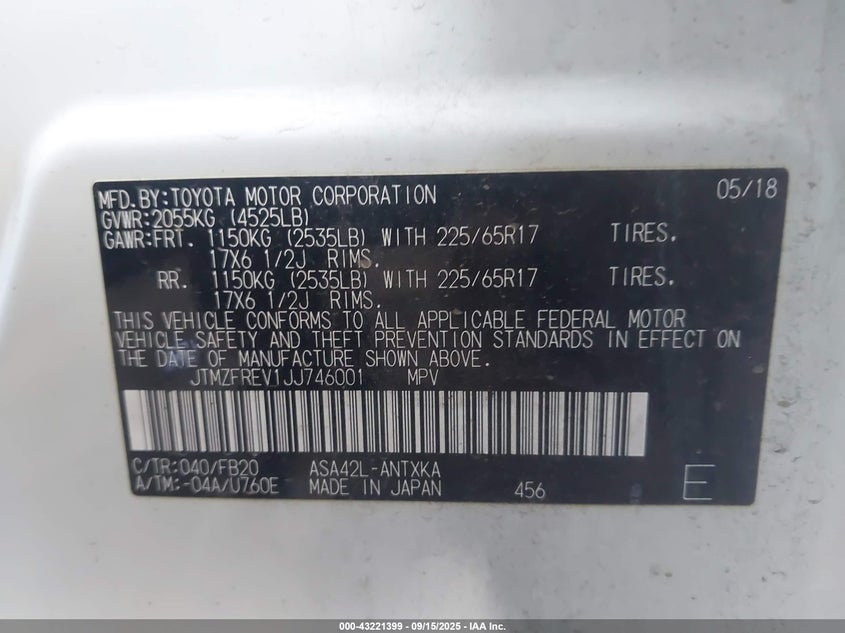 MFD.BY:TOYOTA MOTOR CORPORATION 05/18
GVWR:2055KG (4525LB)
GAWR:FRT. 1150KG (2535LB) WITH 225/65R17 TIRES.
17X6 1/2J RIMS.
RR. 1150KG (2535LB) WITH 225/65R17 TIRES.
17X6 1/2J RIMS.
THIS VEHICLE CONFORMS TO ALL APPLICABLE FEDERAL MOTOR
VEHICLE SAFETY AND THEFT PREVENTION STANDARDS IN EFFECT ON
THE DATE OF MANUFACTURE SHOWN ABOVE.
JTMZFREV1JJ746001 MPV
C/TR:040/FB20 ASA42L-ANTXKA
A/TM:-04A/U760E MADE IN JAPAN 456 E
000-43221399 - 09/15/2025 - IAA Inc.